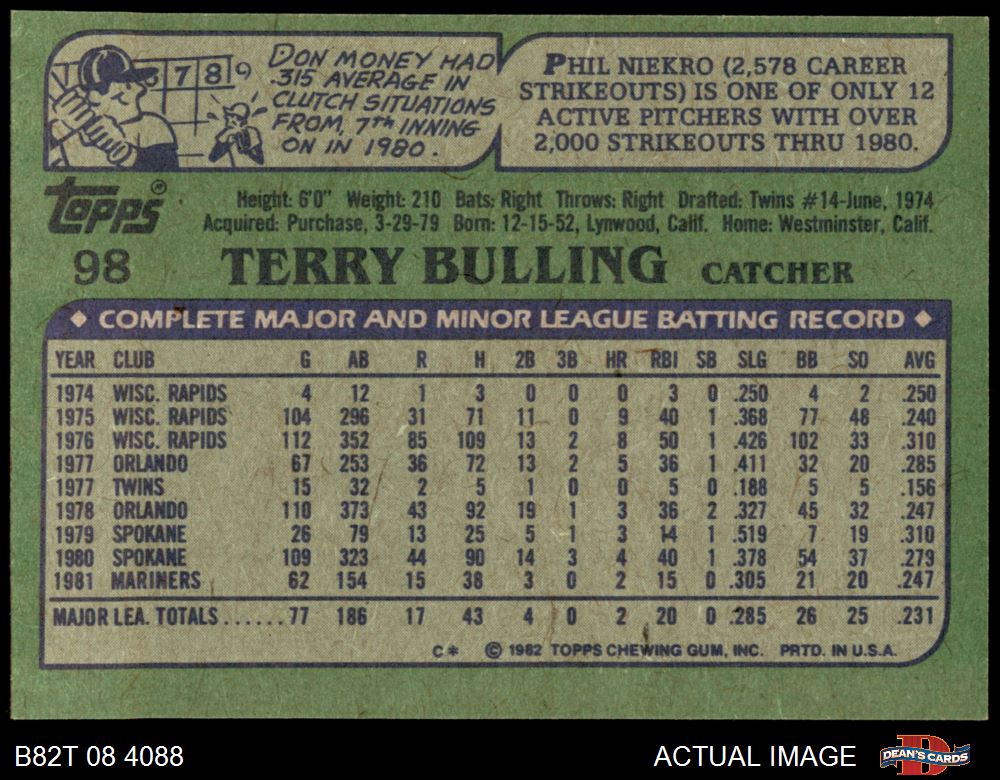 7 8 9
DON MONEY HAD
.315 AVERAGE IN
CLUTCH SITUATIONS
FROM, 7TH INNING
ON IN 1980.
PHIL NIEKRO (2,578 CAREER
STRIKEOUTS) IS ONE OF ONLY 12
ACTIVE PITCHERS WITH OVER
2,000 STRIKEOUTS THRU 1980.
Topps®
Height: 6'0" Weight: 210 Bats: Right Throws: Right Drafted: Twins #14-June, 1974
Acquired: Purchase, 3-29-79 Born: 12-15-52, Lynwood, Calif. Home: Westminster, Calif.
98 TERRY BULLING CATCHER
◆ COMPLETE MAJOR AND MINOR LEAGUE BATTING RECORD ◆
YEAR CLUB G AB R H 2B 3B HR RBI SB SLG BB SO AVG
1974 WISC. RAPIDS 4 12 1 3 0 0 0 3 0 .250 4 2 .250
1975 WISC. RAPIDS 104 296 31 71 11 0 9 40 1 .368 77 48 .240
1976 WISC. RAPIDS 112 352 85 109 13 2 8 50 1 .426 102 33 .310
1977 ORLANDO 67 253 36 72 13 2 5 36 1 .411 32 20 .285
1977 TWINS 15 32 2 5 1 0 0 5 0 .188 5 5 .156
1978 ORLANDO 110 373 43 92 19 1 3 36 2 .327 45 32 .247
1979 SPOKANE 26 79 13 25 5 1 3 14 1 .519 7 19 .310
1980 SPOKANE 109 323 44 90 14 3 4 40 1 .378 54 37 .279
1981 MARINERS 62 154 15 38 3 0 2 15 0 .305 21 20 .247
MAJOR LEA. TOTALS......77 186 17 43 4 0 2 20 0 .285 26 25 .231
C* © 1982 TOPPS CHEWING GUM, INC. PRTD. IN U.S.A.
B82T 08 4088 ACTUAL IMAGE DEAN'S CARDS